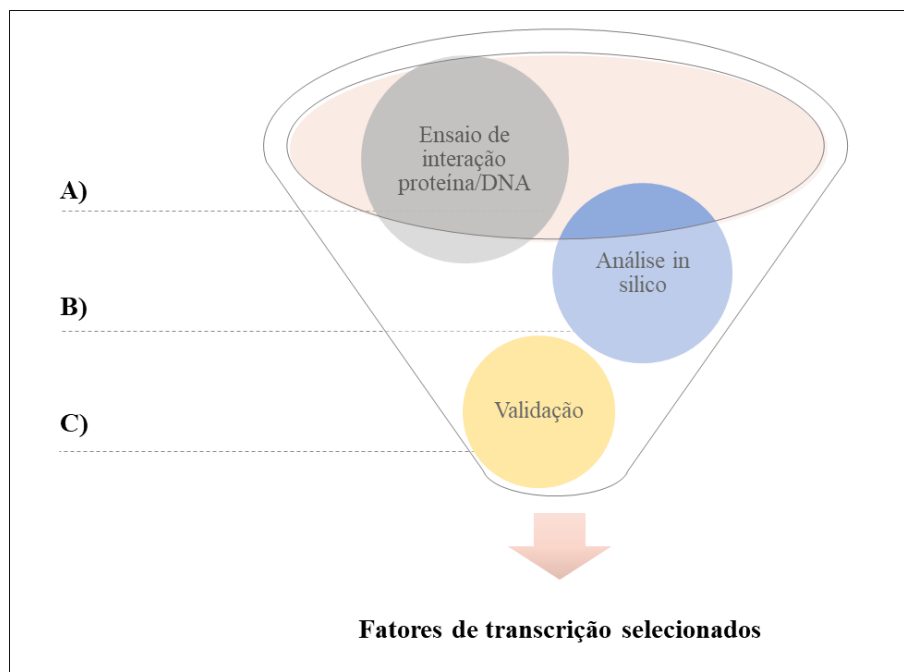 Ensaio de
interação
proteína/DNA
A)
Análise in
silico
B)
Validação
C)
Fatores de transcrição selecionados